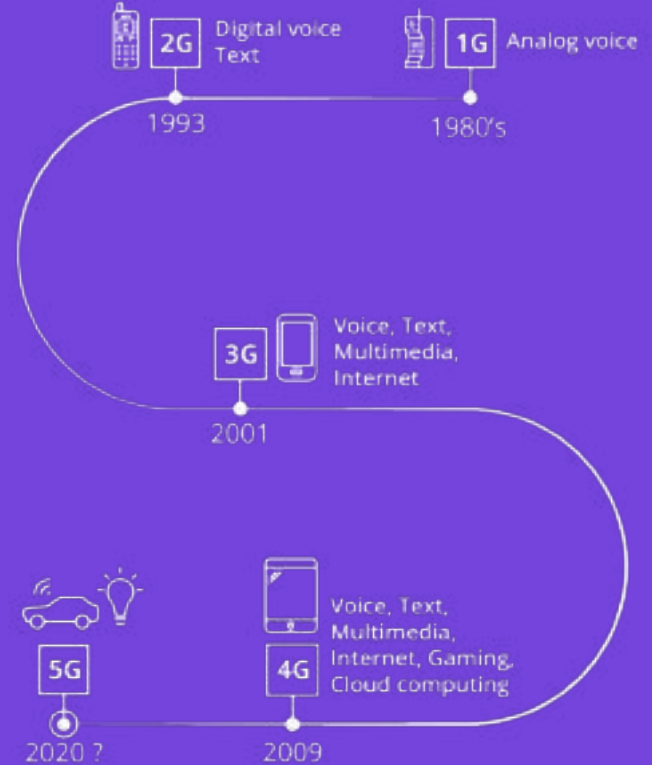 2G
Digital voice
Text
1993
1G
Analog voice
1980's
3G
Voice, Text,
Multimedia,
Internet
2001
4G
Voice, Text,
Multimedia,
Internet, Gaming,
Cloud computing
2009
5G
2020 ?